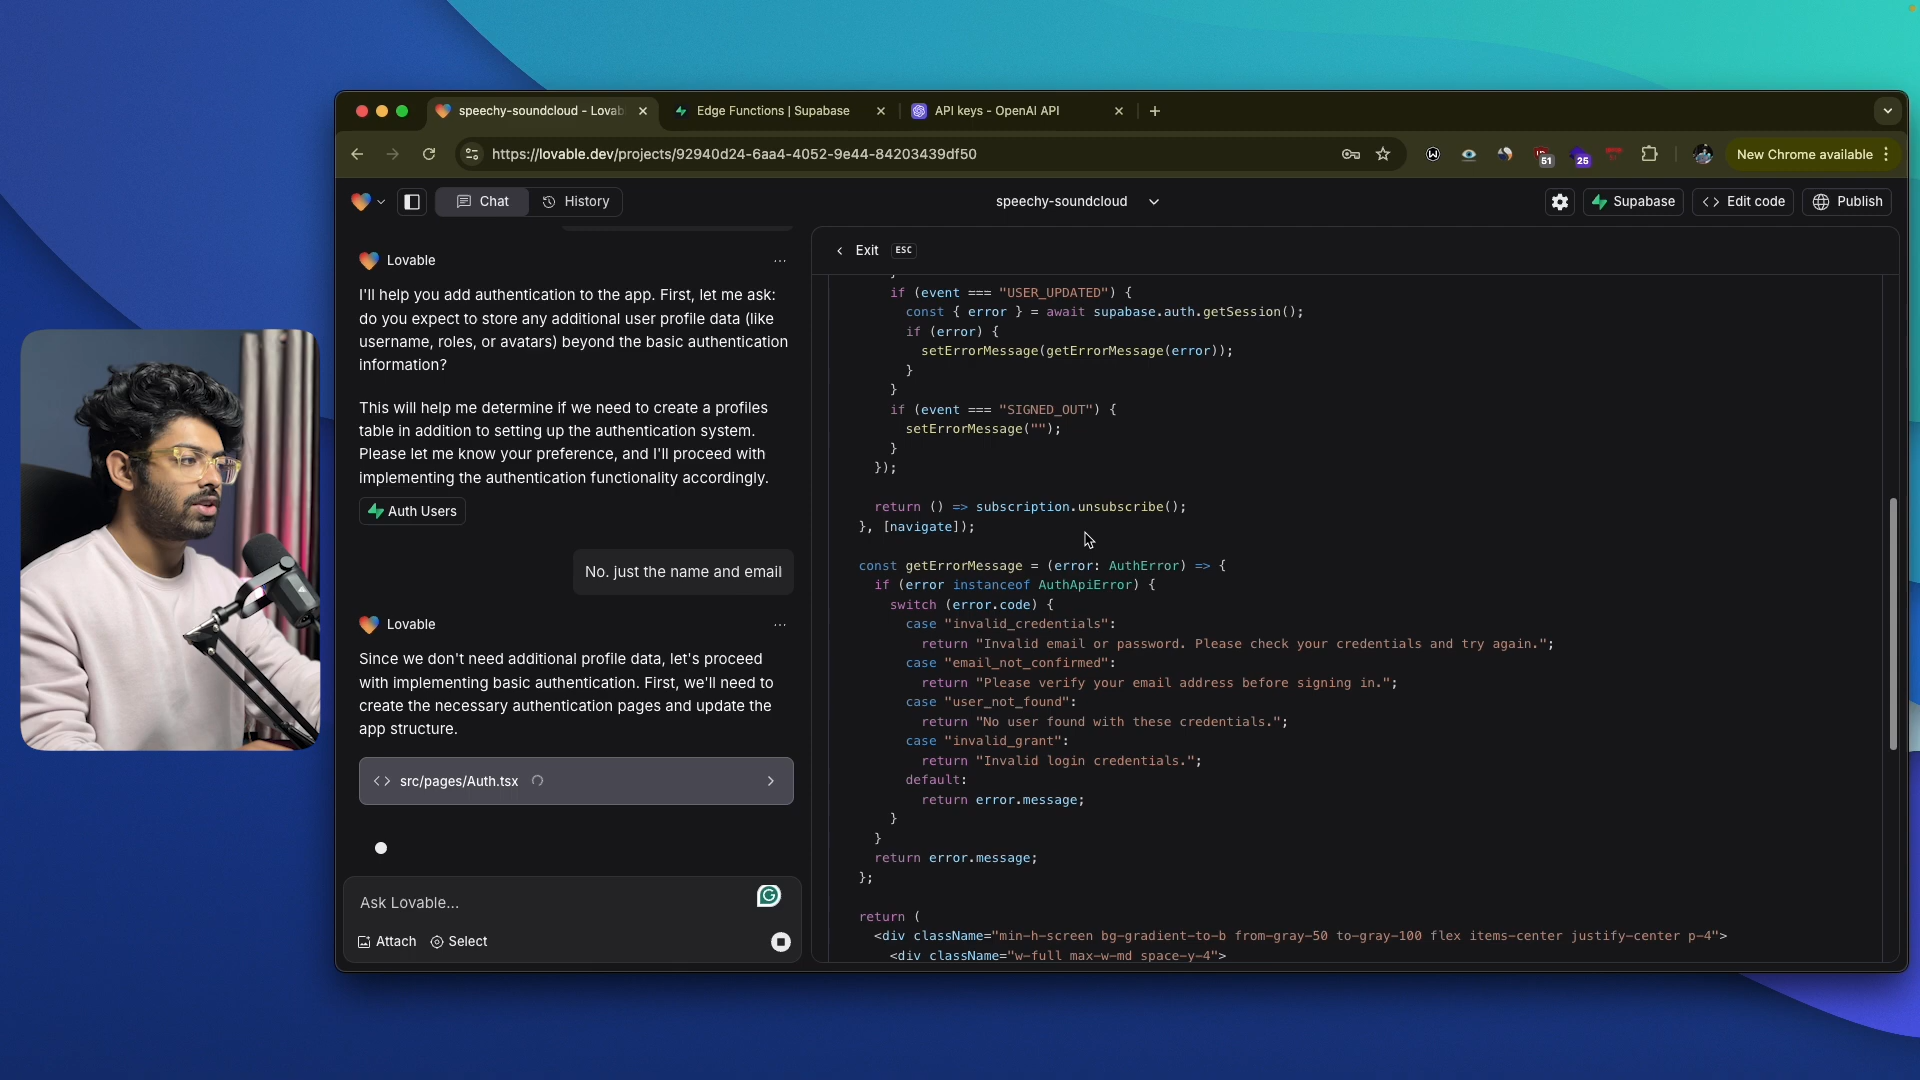 speechy-soundcloud - Lovab
Edge Functions | Supabase
API keys - OpenAI API
https://lovable.dev/projects/92940d24-6aa4-4052-9e44-84203439df50
51
25
New Chrome available
Chat
History
speechy-soundcloud
Supabase
Edit code
Publish
Lovable
I'll help you add authentication to the app. First, let me ask:
do you expect to store any additional user profile data (like
username, roles, or avatars) beyond the basic authentication
information?
This will help me determine if we need to create a profiles
table in addition to setting up the authentication system.
Please let me know your preference, and I'll proceed with
implementing the authentication functionality accordingly.
Auth Users
No. just the name and email
Lovable
Since we don't need additional profile data, let's proceed
with implementing basic authentication. First, we'll need to
create the necessary authentication pages and update the
app structure.
src/pages/Auth.tsx
Ask Lovable...
Attach
Select
Exit
ESC
}
if (event === "USER_UPDATED") {
const { error } = await supabase.auth.getSession();
if (error) {
setErrorMessage(getErrorMessage(error));
}
}
if (event === "SIGNED_OUT") {
setErrorMessage("");
}
});
return () => subscription.unsubscribe();
}, [navigate]);
const getErrorMessage = (error: AuthError) => {
if (error instanceof AuthApiError) {
switch (error.code) {
case "invalid_credentials":
return "Invalid email or password. Please check your credentials and try again.";
case "email_not_confirmed":
return "Please verify your email address before signing in.";
case "user_not_found":
return "No user found with these credentials.";
case "invalid_grant":
return "Invalid login credentials.";
default:
return error.message;
}
}
return error.message;
};
return (
<div className="min-h-screen bg-gradient-to-b from-gray-50 to-gray-100 flex items-center justify-center p-4">
<div className="w-full max-w-md space-y-4">